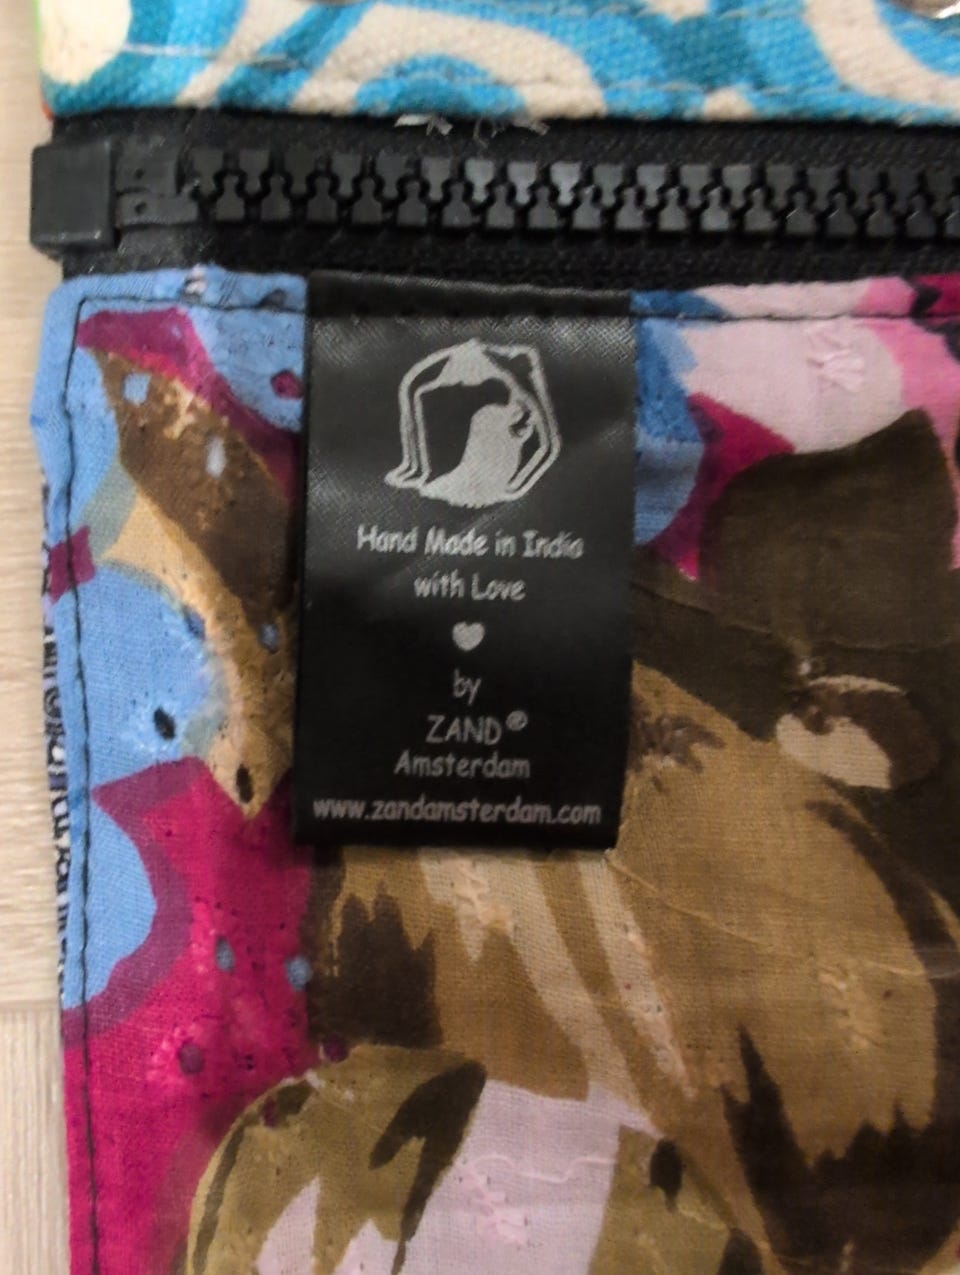 Hand Made in India
with Love
by
ZAND®
Amsterdam
www.zandamsterdam.com